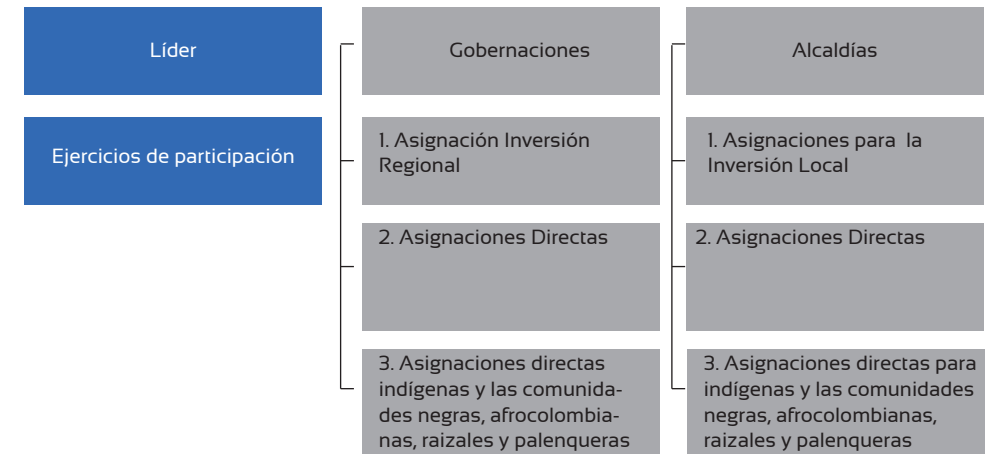 Líder
Gobernaciones
Alcaldías
Ejercicios de participación
1. Asignación Inversión
Regional
1. Asignaciones para la
Inversión Local
2. Asignaciones Directas
2. Asignaciones Directas
3. Asignaciones directas
indígenas y las comunida-
des negras, afrocolombia-
nas, raizales y palenqueras
3. Asignaciones directas para
indígenas y las comunidades
negras, afrocolombianas,
raizales y palenqueras